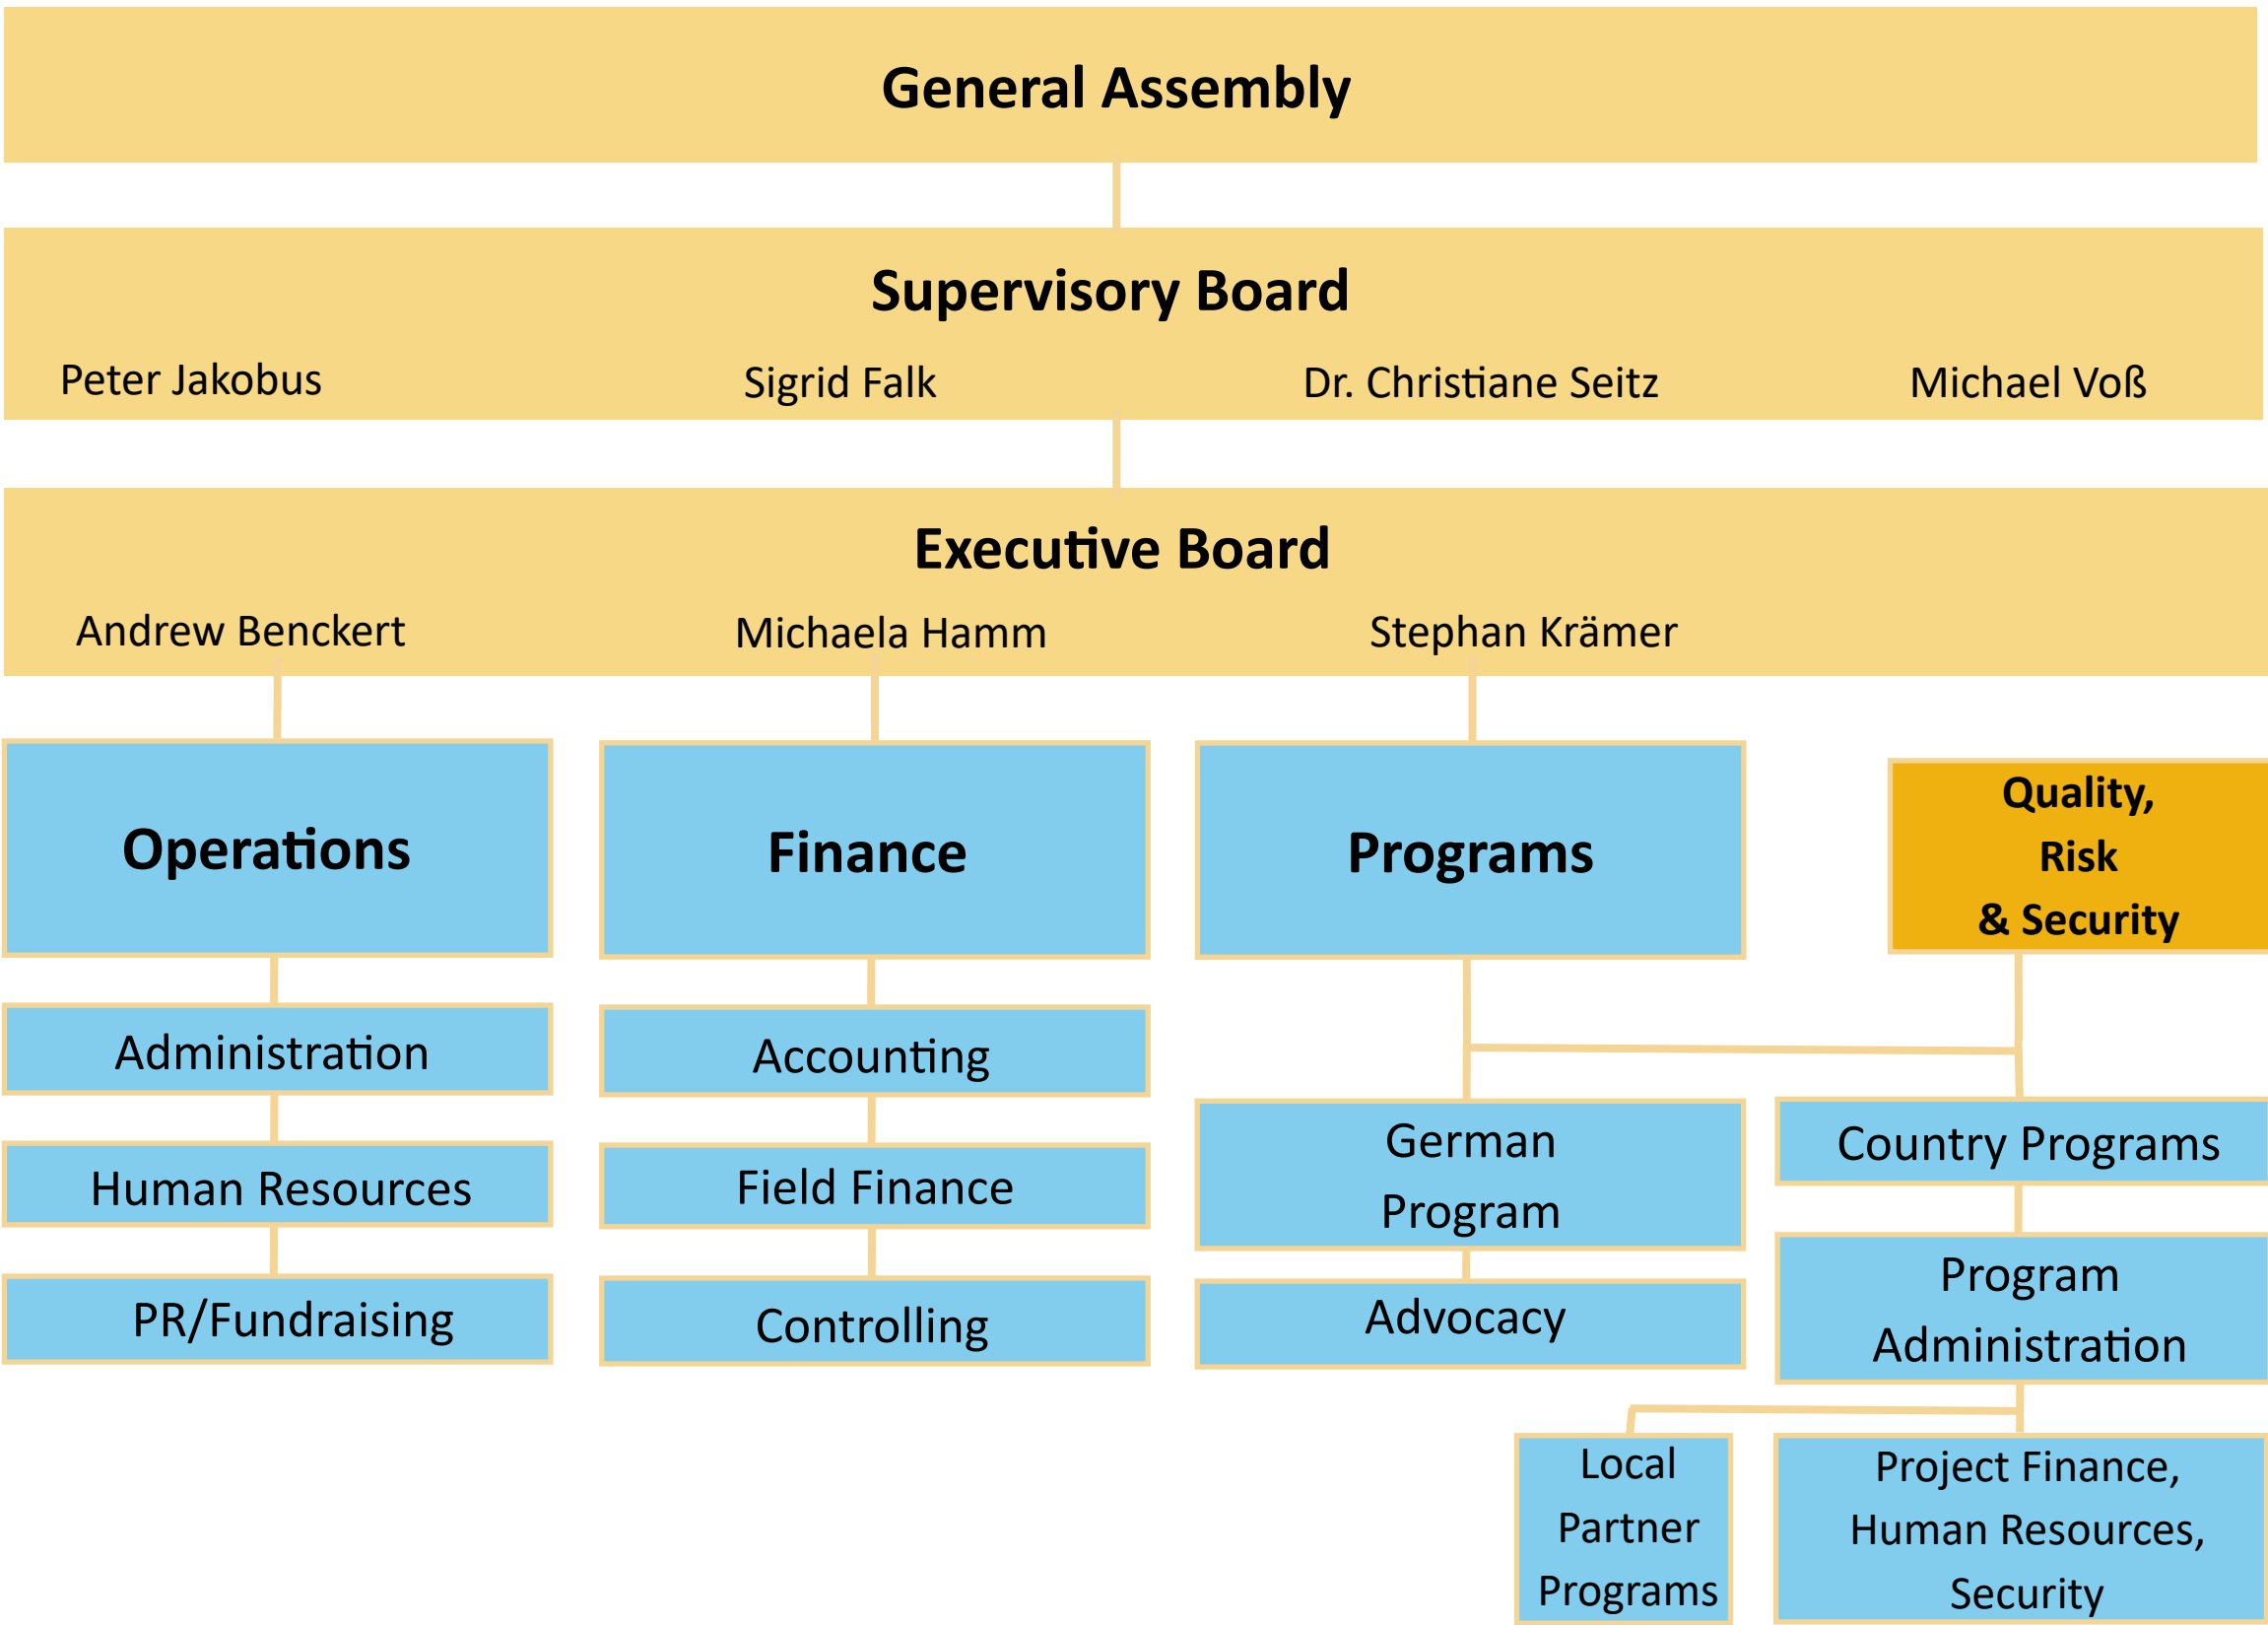 General Assembly
Supervisory Board
Peter Jakobus
Sigrid Falk
Dr. Christiane Seitz
Michael Voß
Executive Board
Andrew Benckert
Michaela Hamm
Stephan Krämer
Operations
Finance
Programs
Quality,
Risk
& Security
Administration
Human Resources
PR/Fundraising
Accounting
Field Finance
Controlling
German
Program
Advocacy
Country Programs
Program
Administration
Local
Partner
Programs
Project Finance,
Human Resources,
Security